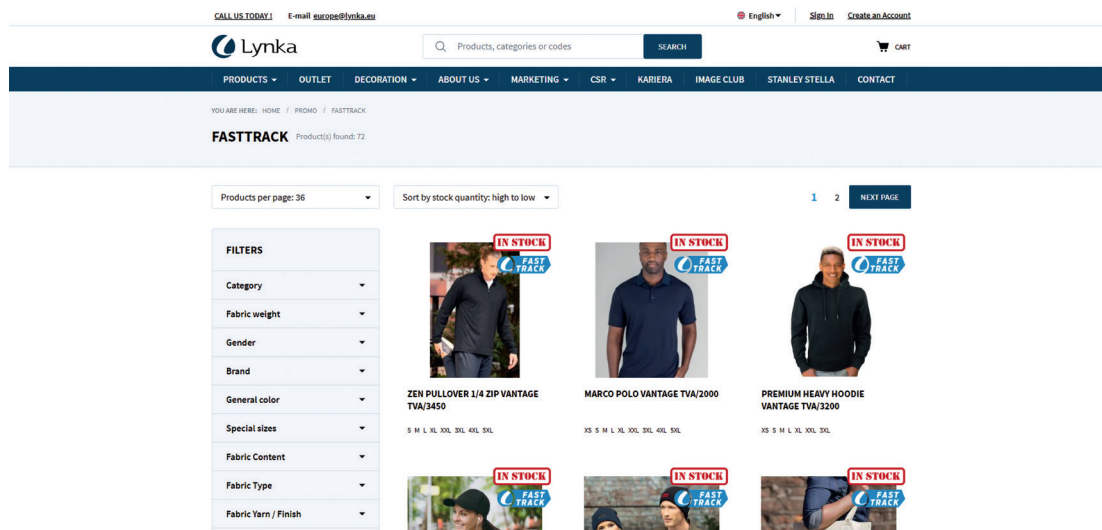 CALL US TODAY ! E-mail europe@lynka.eu English Sign In Create an Account
Lynka Products, categories or codes SEARCH CART
PRODUCTS OUTLET DECORATION ABOUT US MARKETING CSR KARIERA IMAGE CLUB STANLEY STELLA CONTACT
YOU ARE HERE: HOME / PROMO / FASTTRACK
FASTTRACK Product(s) found: 72
Products per page: 36 Sort by stock quantity: high to low 1 2 NEXT PAGE
FILTERS
Category
Fabric weight
Gender
Brand
General color
Special sizes
Fabric Content
Fabric Type
Fabric Yarn / Finish
IN STOCK
FAST
TRACK
ZEN PULLOVER 1/4 ZIP VANTAGE
TVA/3450
S M L XL XXL 3XL 4XL 5XL
IN STOCK
FAST
TRACK
MARCO POLO VANTAGE TVA/2000
XS S M L XL XXL 3XL 4XL 5XL
IN STOCK
FAST
TRACK
PREMIUM HEAVY HOODIE
VANTAGE TVA/3200
XS S M L XL XXL 3XL
IN STOCK
FAST
TRACK
IN STOCK
FAST
TRACK
IN STOCK
FAST
TRACK